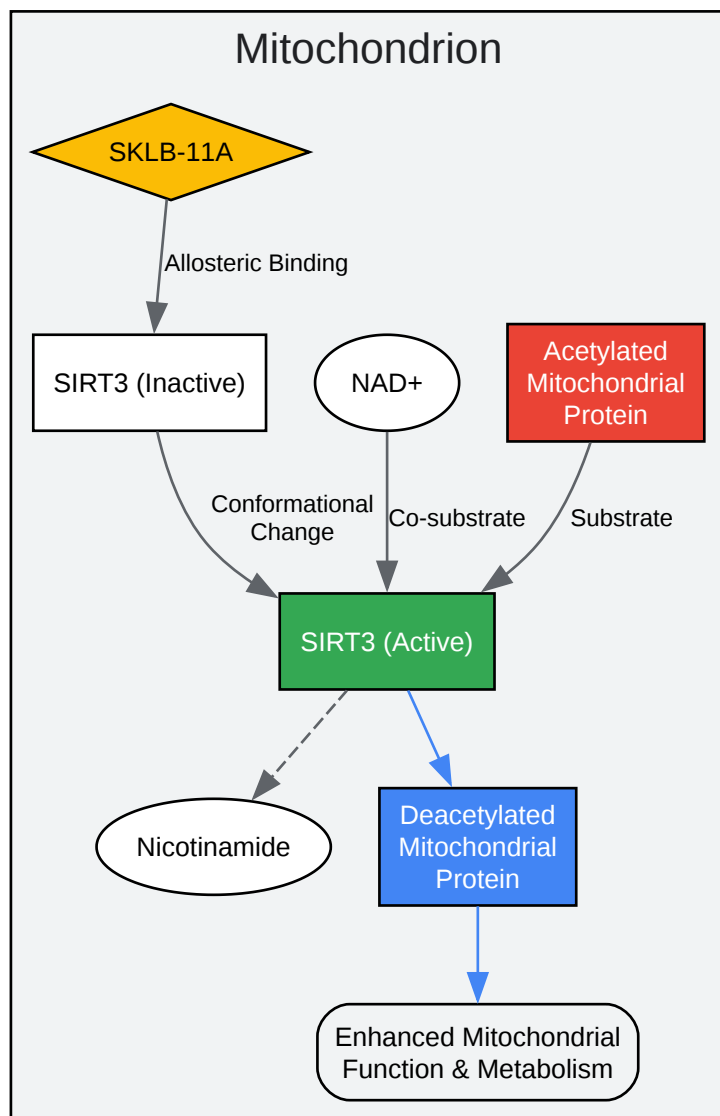 Mitochondrion
SKLB-11A
Allosteric Binding
SIRT3 (Inactive)
NAD+
Acetylated
Mitochondrial
Protein
Conformational
Change
Co-substrate
Substrate
SIRT3 (Active)
Nicotinamide
Deacetylated
Mitochondrial
Protein
Enhanced Mitochondrial
Function & Metabolism